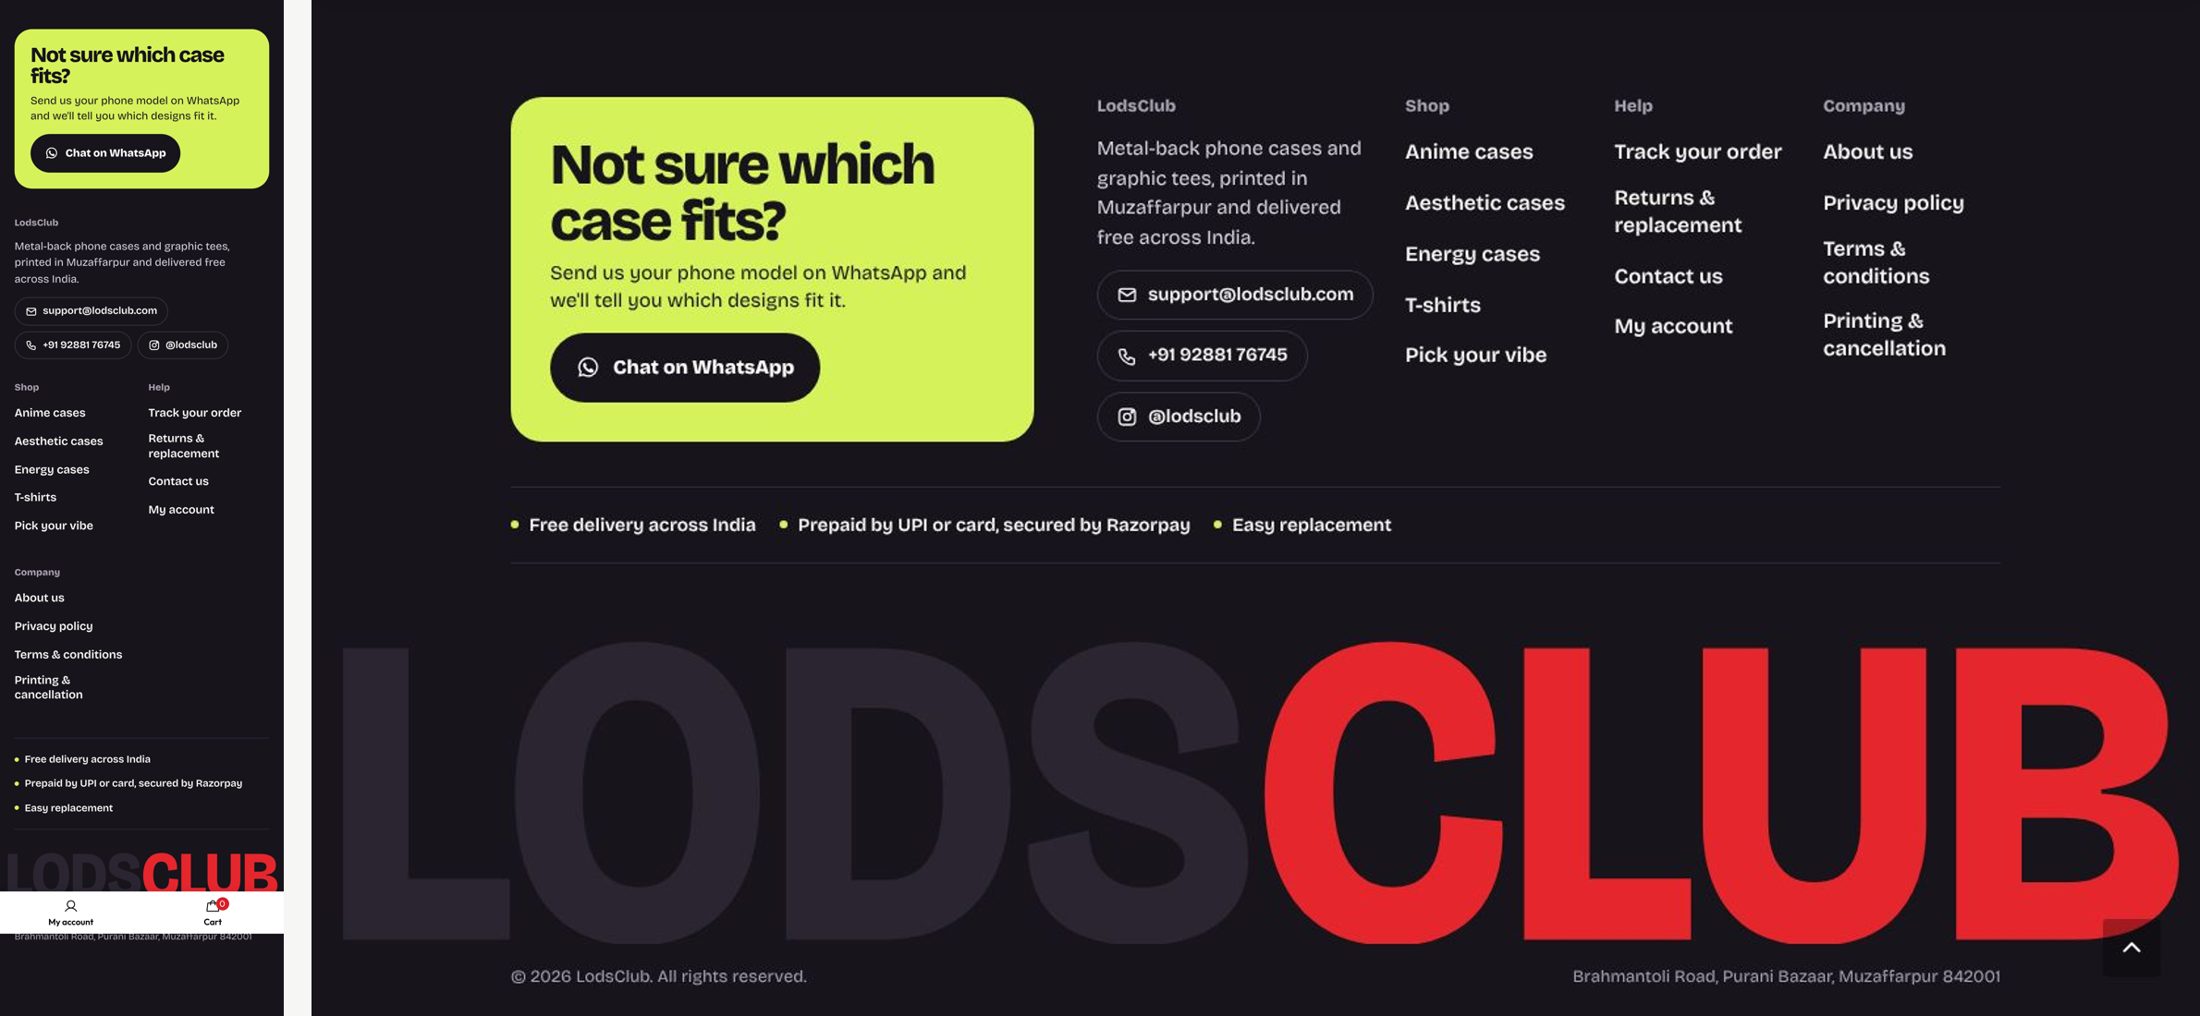 Not sure which case
fits?
Send us your phone model on WhatsApp
and we'll tell you which designs fit it.
Chat on WhatsApp
LodsClub
Metal-back phone cases and graphic tees,
printed in Muzaffarpur and delivered free
across India.
support@lodsclub.com
+91 92881 76745
@lodsclub
Shop
Anime cases
Aesthetic cases
Energy cases
T-shirts
Pick your vibe
Help
Track your order
Returns &
replacement
Contact us
My account
Company
About us
Privacy policy
Terms & conditions
Printing &
cancellation
Free delivery across India
Prepaid by UPI or card, secured by Razorpay
Easy replacement
LODSCLUB
My account
Cart
0
Brahmantoli Road, Purani Bazaar, Muzaffarpur 842001
Not sure which
case fits?
Send us your phone model on WhatsApp and
we'll tell you which designs fit it.
Chat on WhatsApp
LodsClub
Metal-back phone cases and
graphic tees, printed in
Muzaffarpur and delivered
free across India.
support@lodsclub.com
+91 92881 76745
@lodsclub
Shop
Anime cases
Aesthetic cases
Energy cases
T-shirts
Pick your vibe
Help
Track your order
Returns &
replacement
Contact us
My account
Company
About us
Privacy policy
Terms &
conditions
Printing &
cancellation
Free delivery across India
Prepaid by UPI or card, secured by Razorpay
Easy replacement
LODSCLUB
© 2026 LodsClub. All rights reserved.
Brahmantoli Road, Purani Bazaar, Muzaffarpur 842001